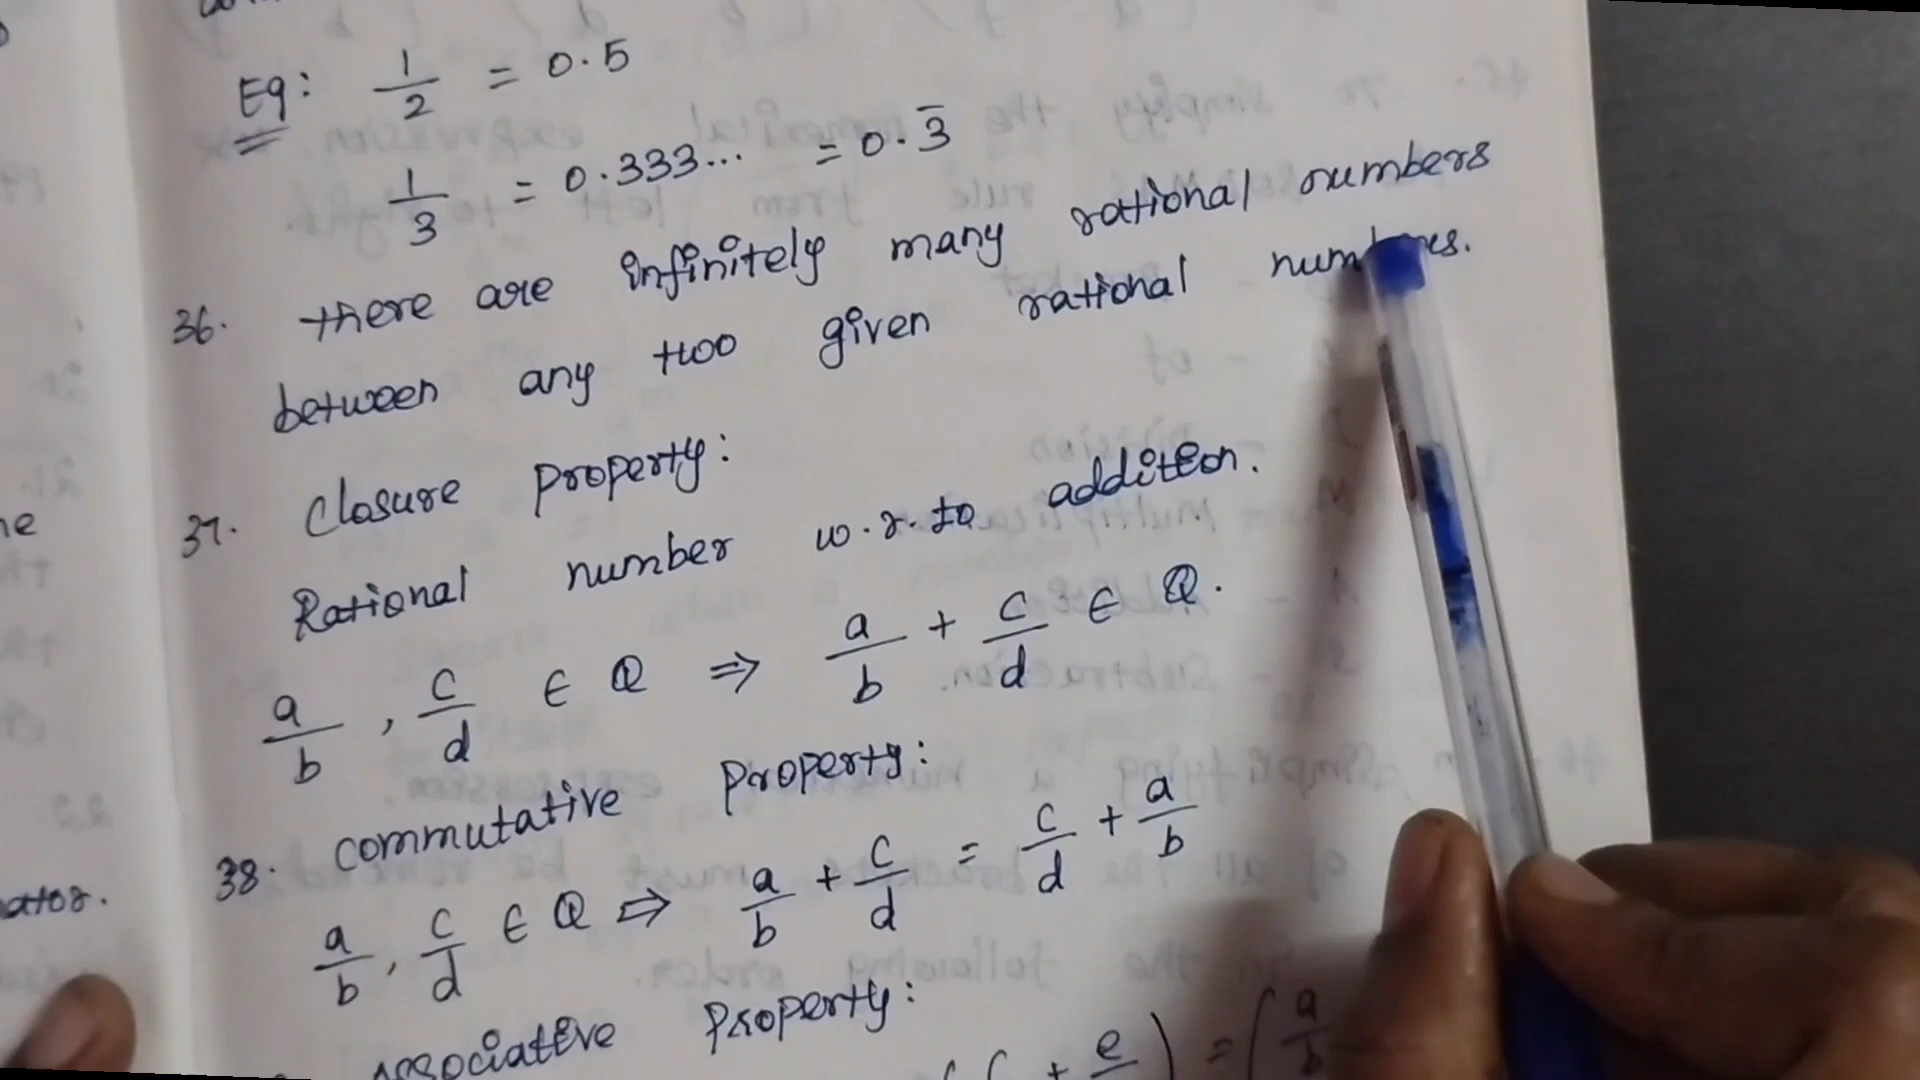 Eg: 1/2 = 0.5
1/3 = 0.333... = 0.3̅
36. There are infinitely many rational numbers
between any two given rational numbers.
37. Closure property:
Rational number w.r.to addition.
a/b , c/d ∈ Q ⇒ a/b + c/d ∈ Q.
38. Commutative property:
a/b , c/d ∈ Q ⇒ a/b + c/d = c/d + a/b
Associative property:
+ e ) = ( a/b